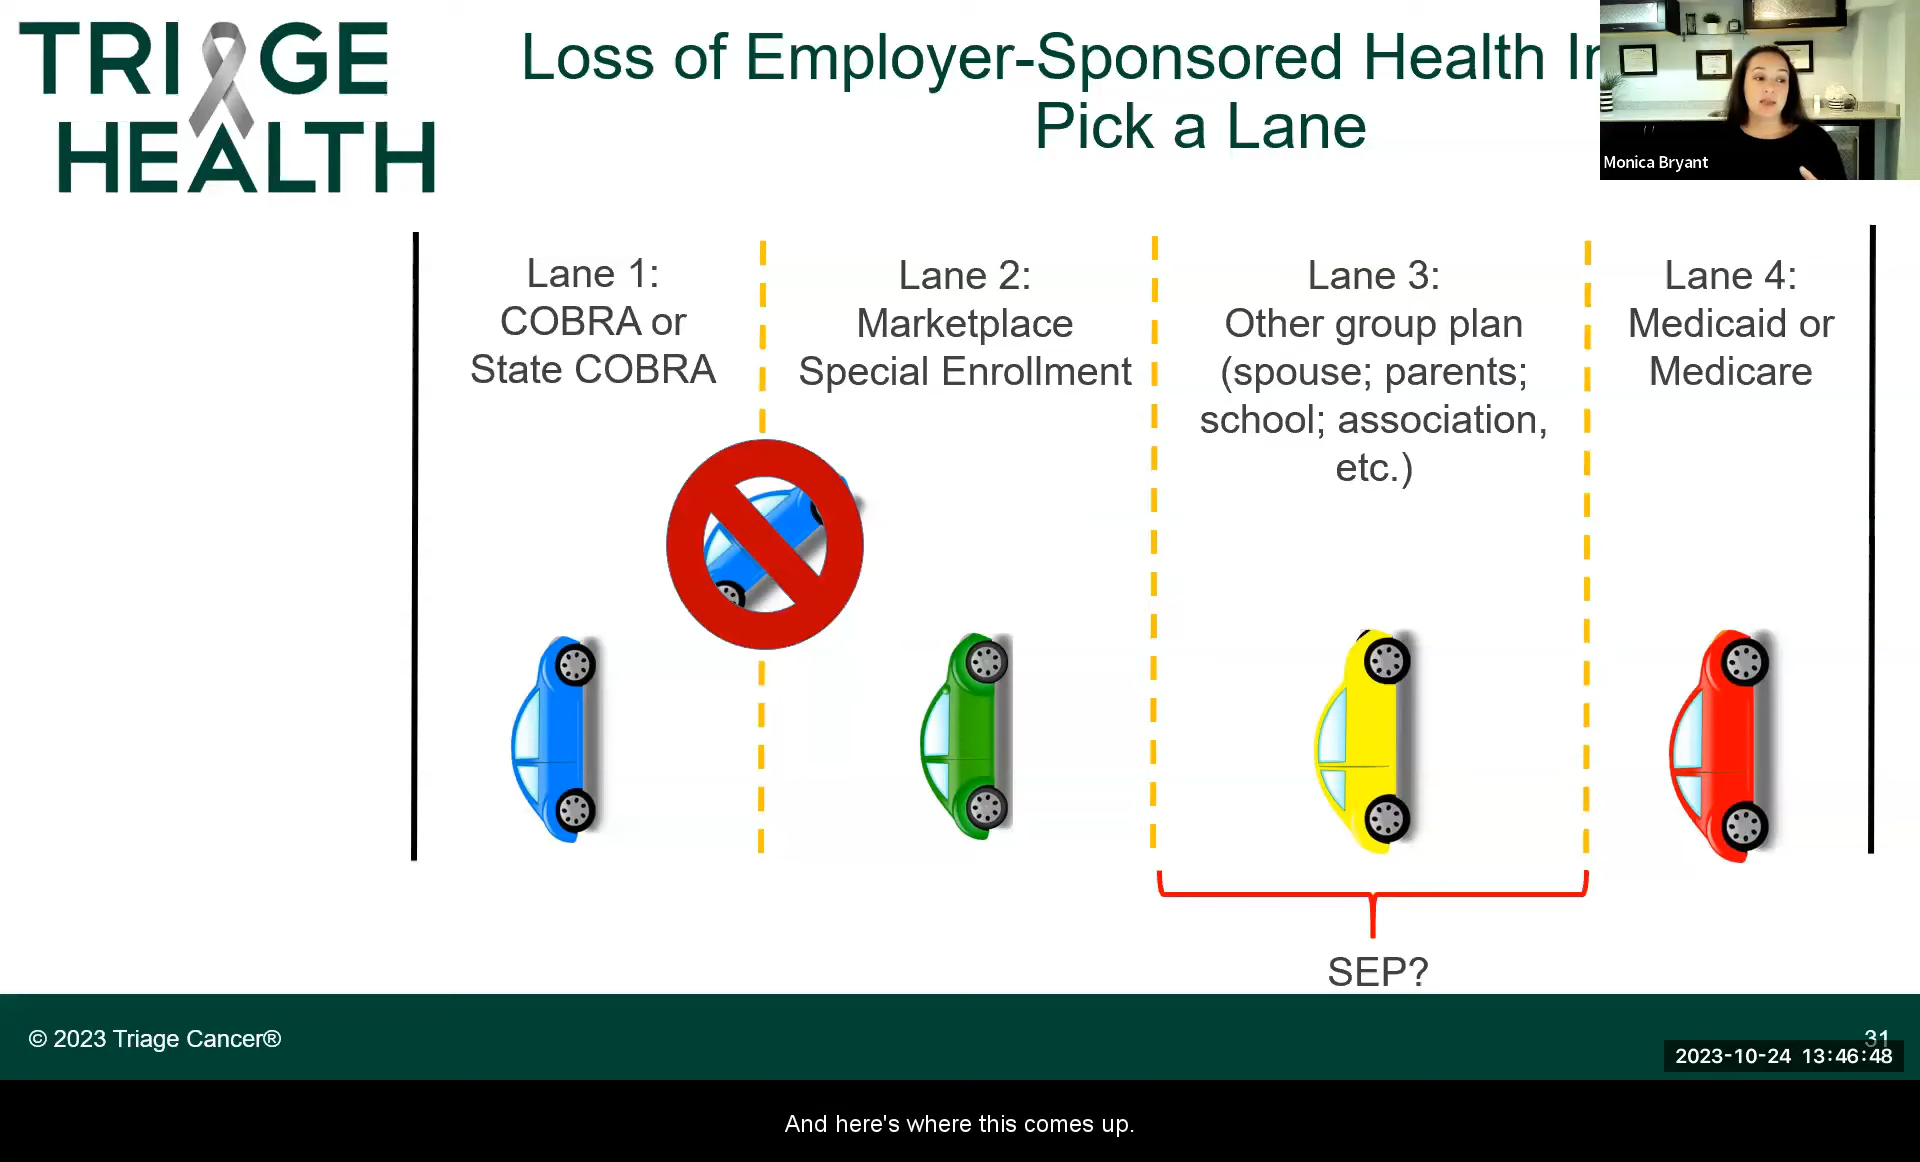 TRIAGE
HEALTH
Loss of Employer-Sponsored Health
Pick a Lane
Monica Bryant
Lane 1:
COBRA or
State COBRA
Lane 2:
Marketplace
Special Enrollment
Lane 3:
Other group plan
(spouse; parents;
school; association,
etc.)
Lane 4:
Medicaid or
Medicare
SEP?
© 2023 Triage Cancer®
31
2023-10-24 13:46:48
And here's where this comes up.